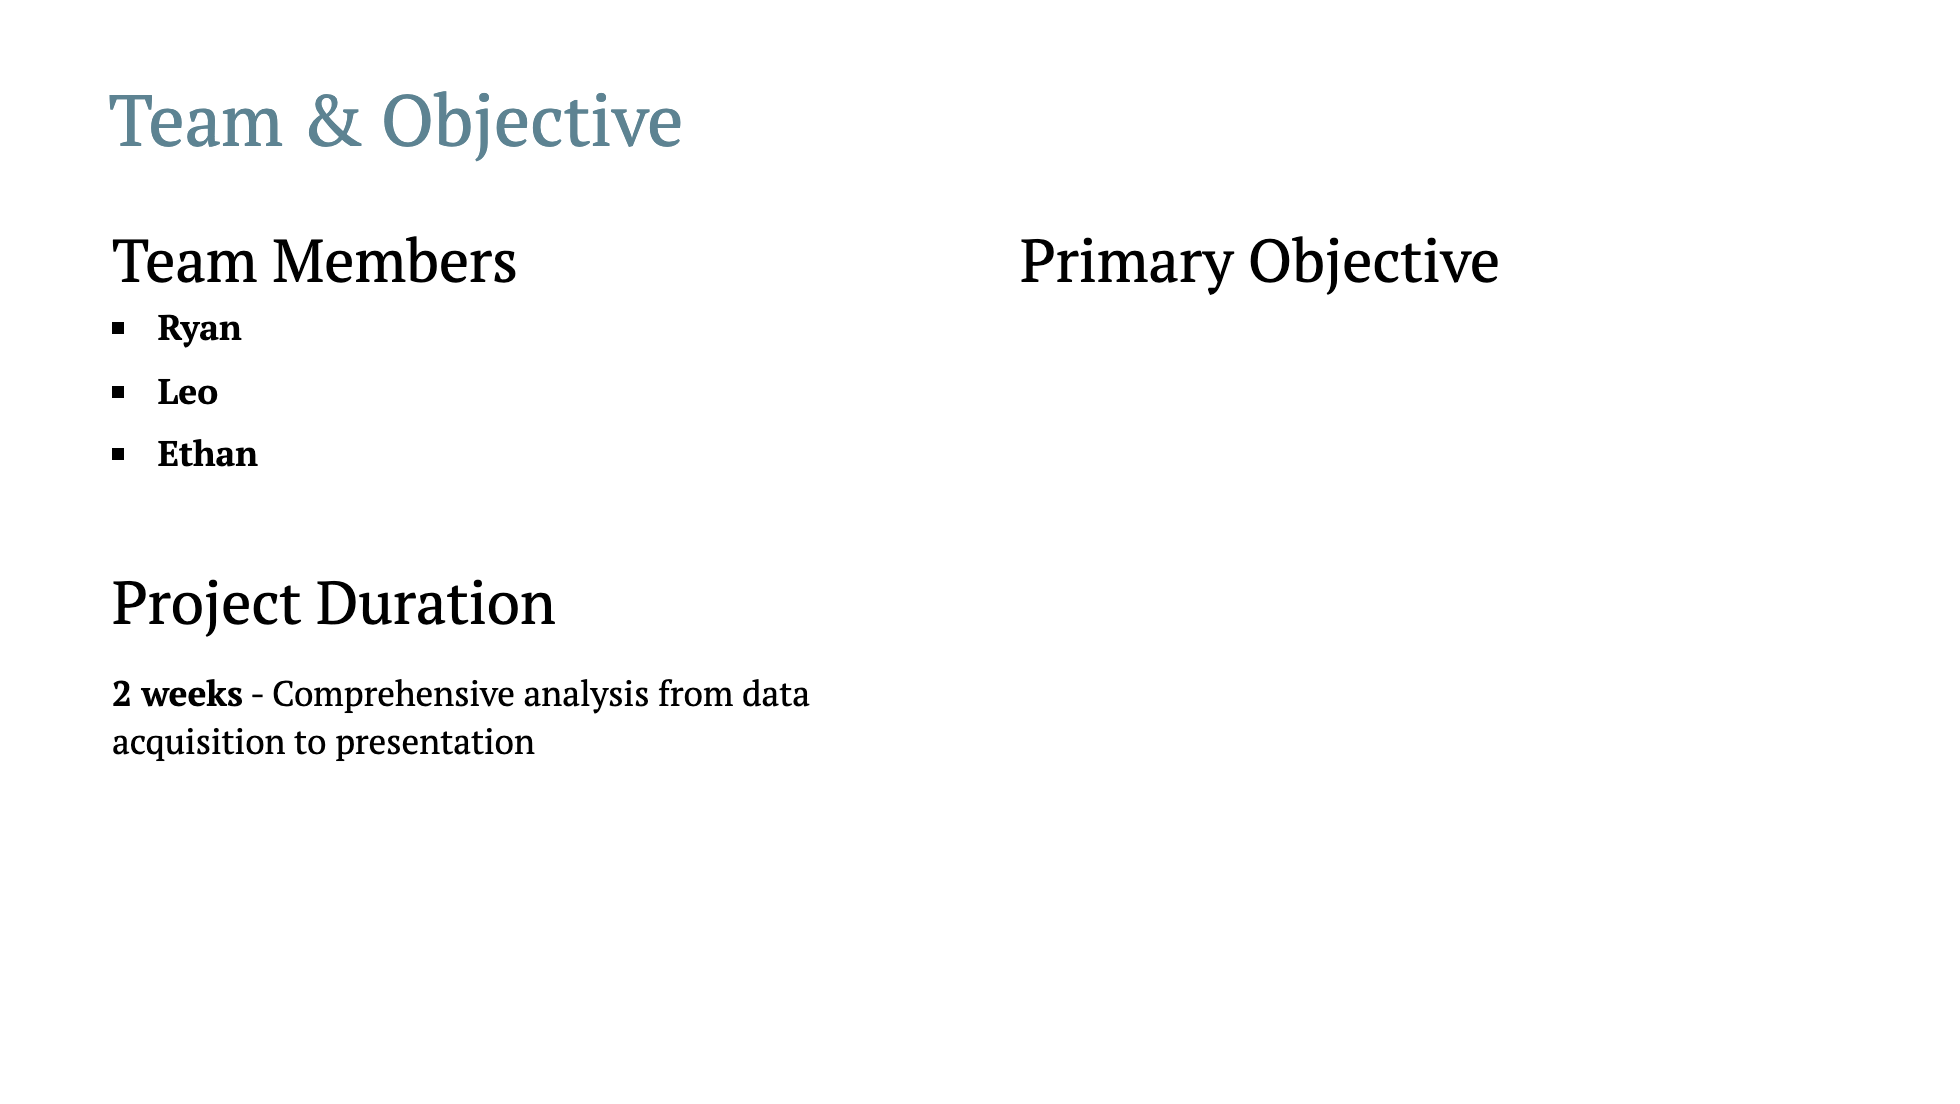 Team & Objective
Team Members
▪ Ryan
▪ Leo
▪ Ethan
Project Duration
2 weeks - Comprehensive analysis from data
acquisition to presentation
Primary Objective